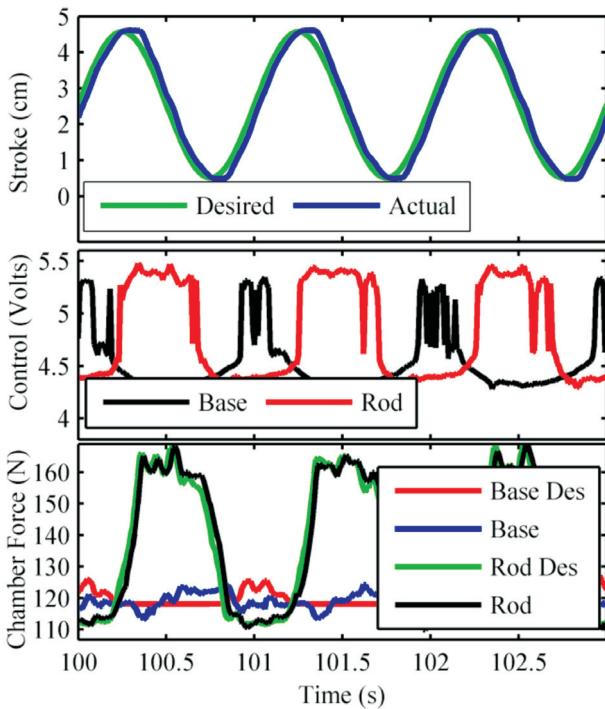 Stroke (cm)
5
4
3
2
1
0
Desired
Actual
Control (Volts)
5.5
5
4.5
4
Base
Rod
Chamber Force (N)
160
150
140
130
120
110
Base Des
Base
Rod Des
Rod
100
100.5
101
101.5
102
102.5
Time (s)